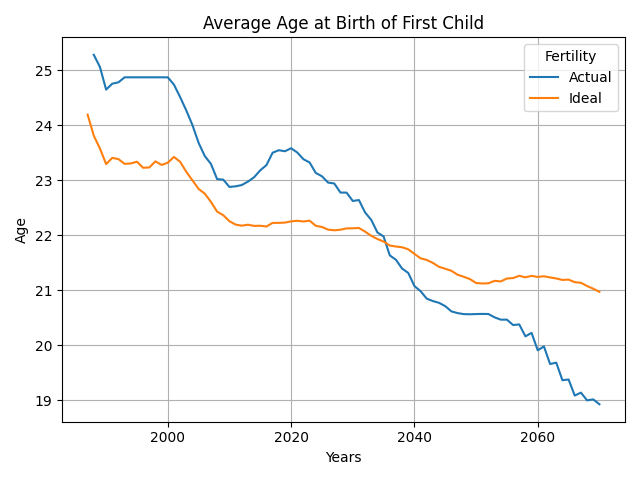 Average Age at Birth of First Child
Fertility
Actual
Ideal
25
24
23
22
21
20
19
Age
2000
2020
2040
2060
Years